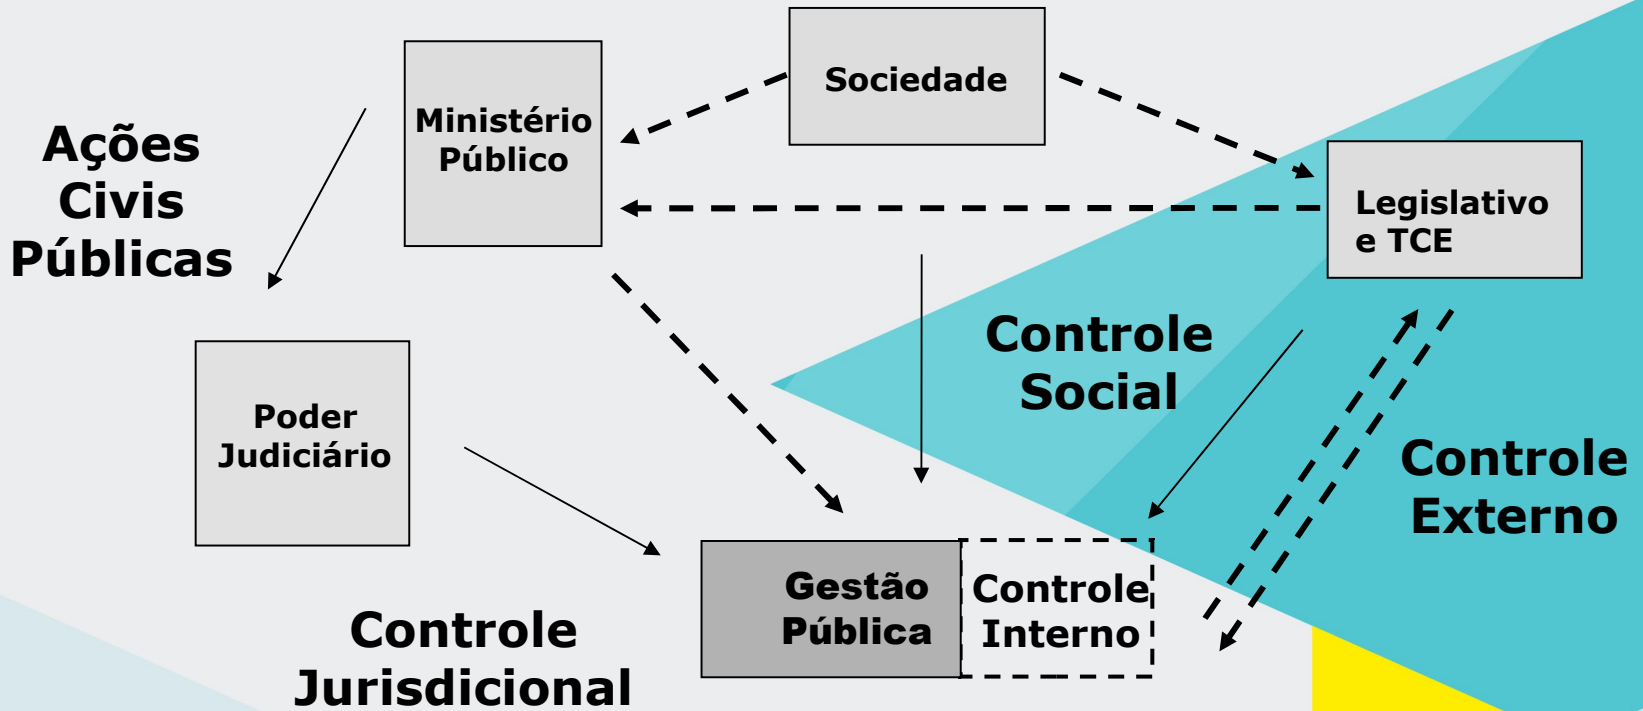 Sociedade
Ministério
Público
Ações
Civis
Públicas
Legislativo
e TCE
Controle
Social
Poder
Judiciário
Controle
Externo
Gestão
Pública
Controle
Interno
Controle
Jurisdicional